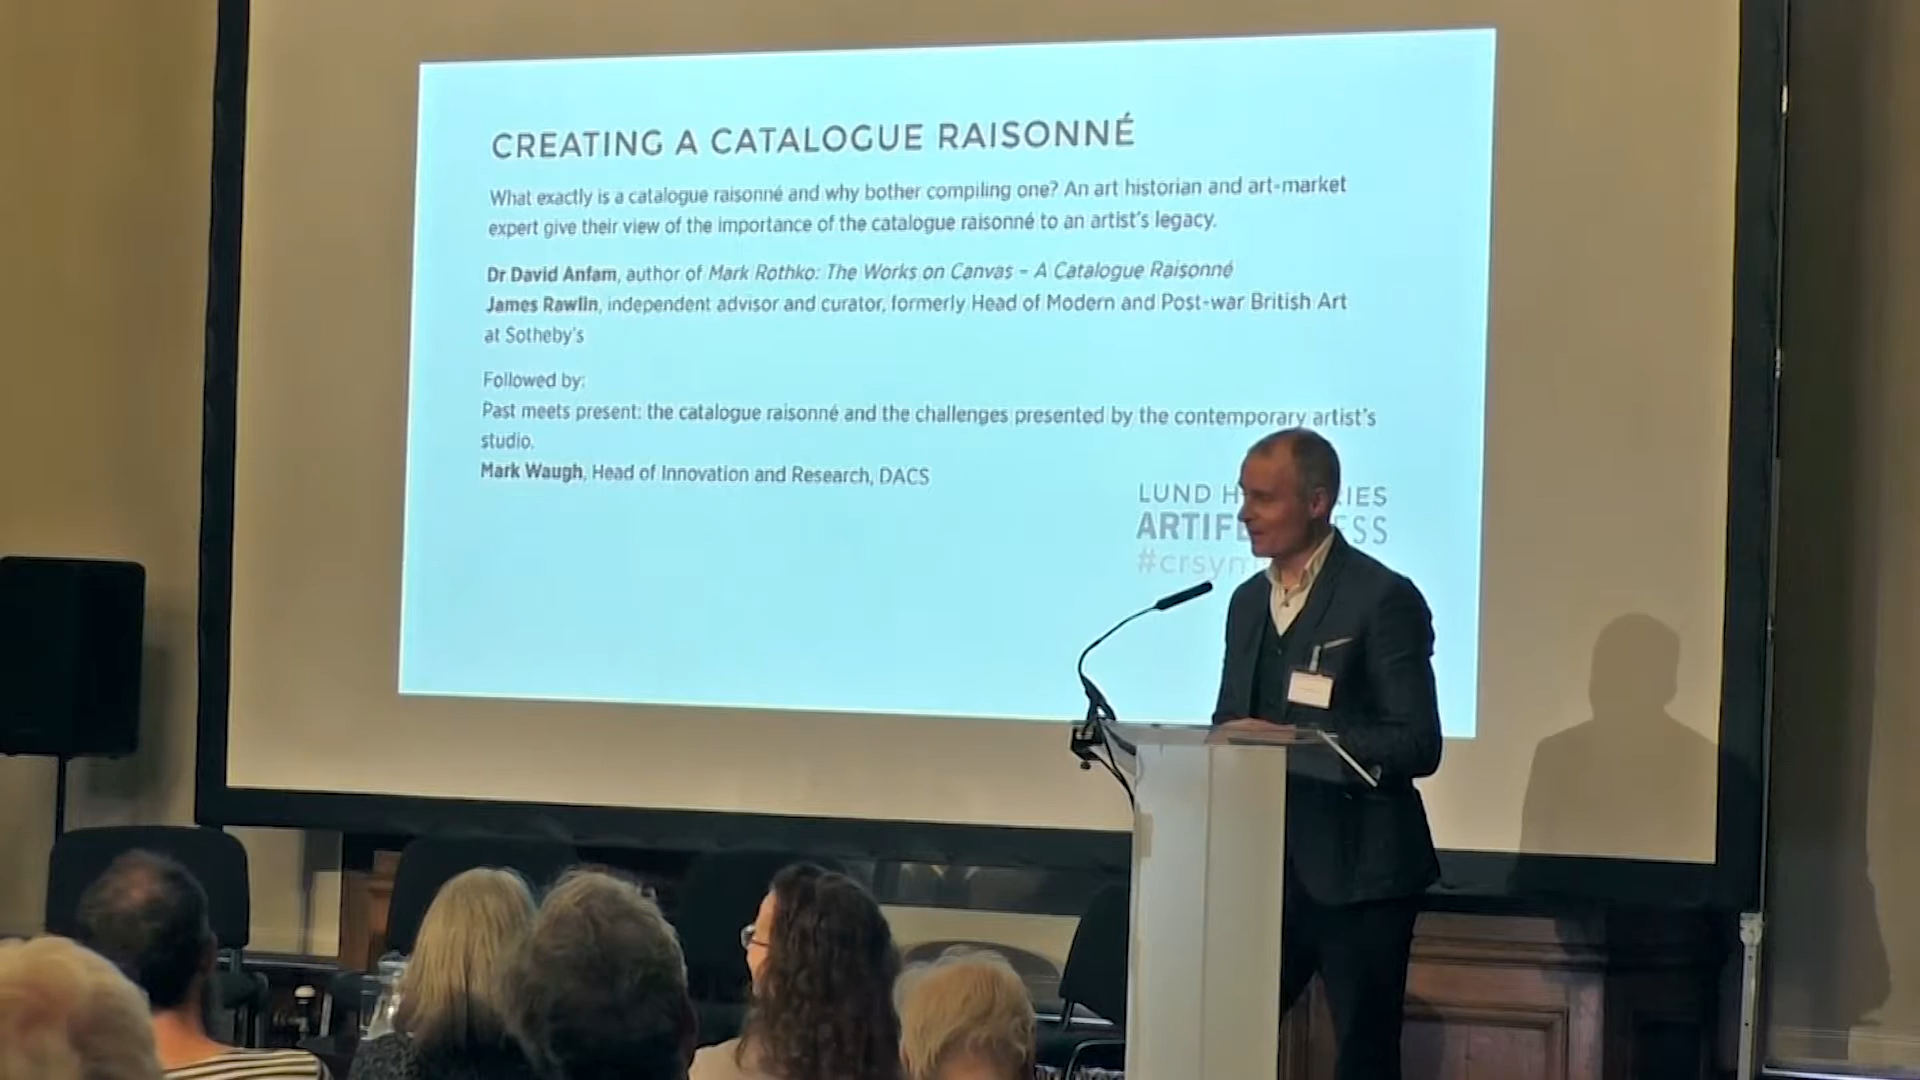 CREATING A CATALOGUE RAISONNÉ
What exactly is a catalogue raisonné and why bother compiling one? An art historian and art-market
expert give their view of the importance of the catalogue raisonné to an artist's legacy.
Dr David Anfam, author of Mark Rothko: The Works on Canvas – A Catalogue Raisonné
James Rawlin, independent advisor and curator, formerly Head of Modern and Post-war British Art
at Sotheby's
Followed by:
Past meets present: the catalogue raisonné and the challenges presented by the contemporary artist's
studio.
Mark Waugh, Head of Innovation and Research, DACS
LUND H